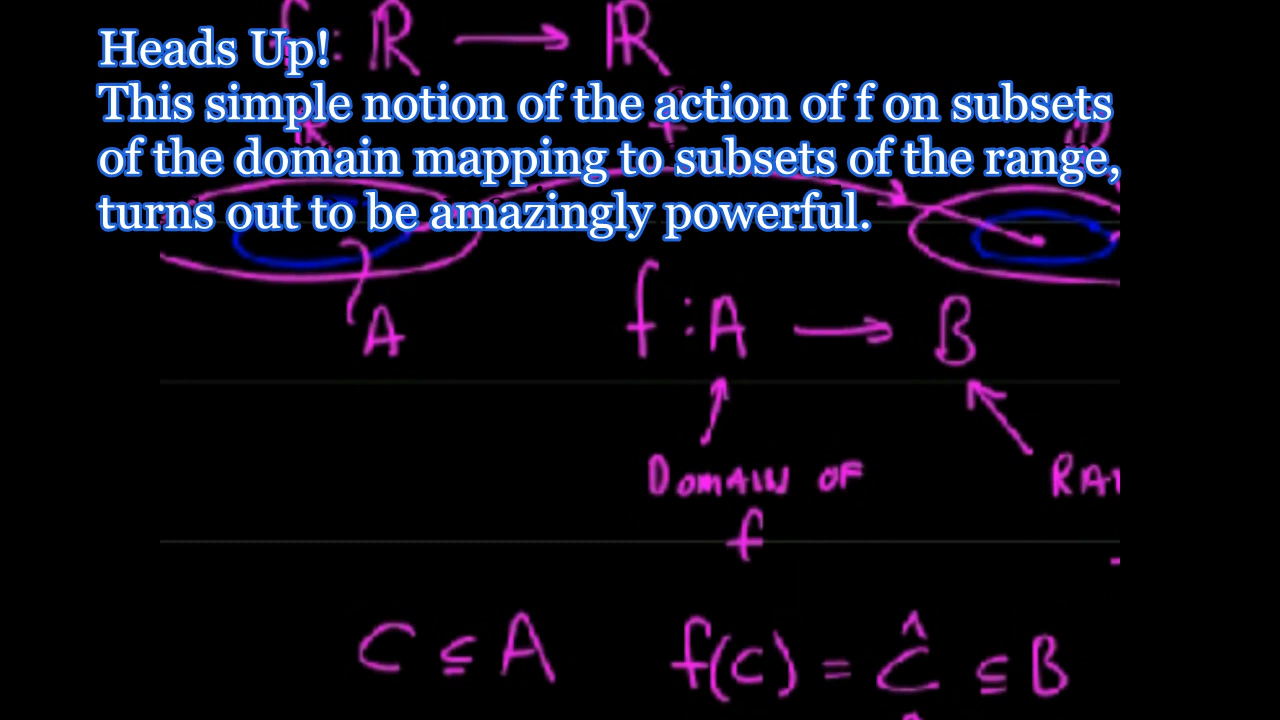 f : ℝ → ℝ
Heads Up!
This simple notion of the action of f on subsets
of the domain mapping to subsets of the range,
turns out to be amazingly powerful.
A
f : A → B
DOMAIN OF
f
C ⊆ A f(C) = Ĉ ⊆ B